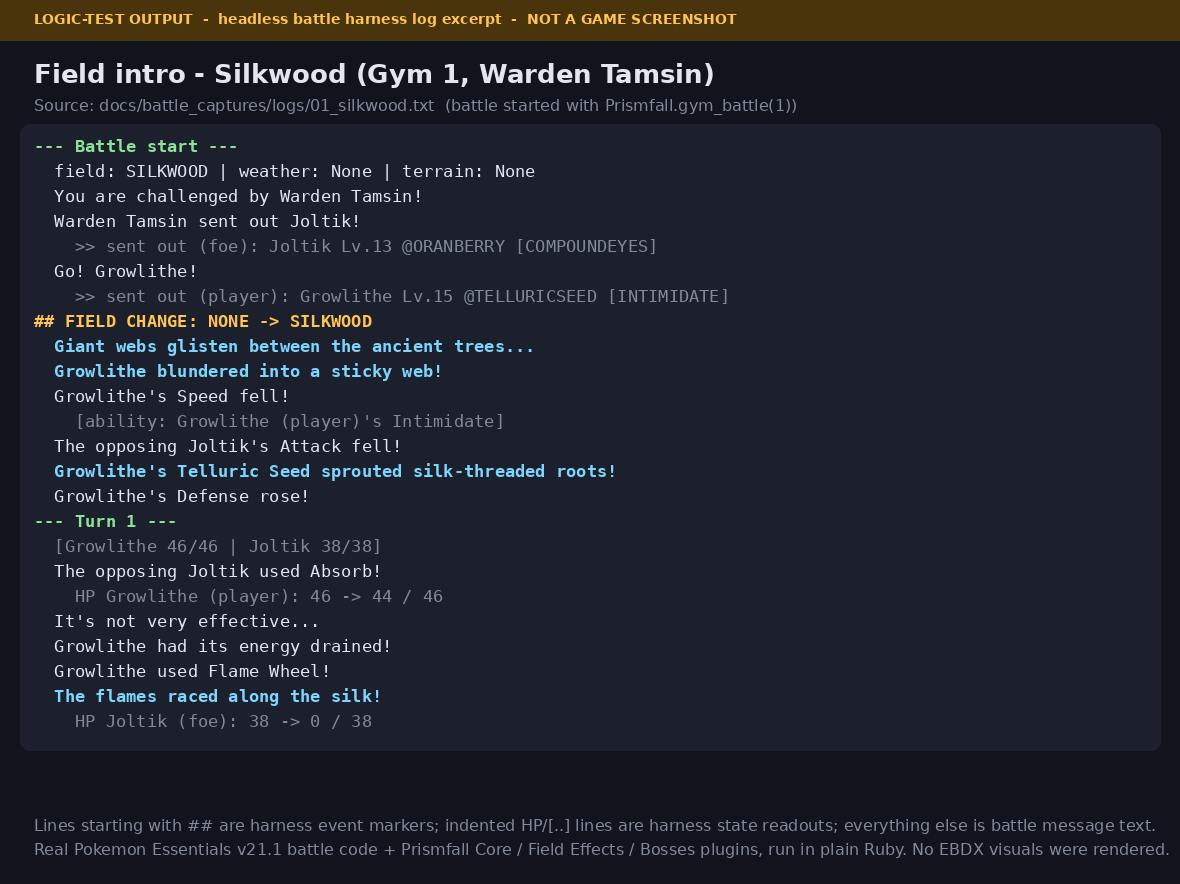 LOGIC-TEST OUTPUT  -  headless battle harness log excerpt  -  NOT A GAME SCREENSHOT
Field intro - Silkwood (Gym 1, Warden Tamsin)
Source: docs/battle_captures/logs/01_silkwood.txt  (battle started with Prismfall.gym_battle(1))
--- Battle start ---
  field: SILKWOOD | weather: None | terrain: None
  You are challenged by Warden Tamsin!
  Warden Tamsin sent out Joltik!
    >> sent out (foe): Joltik Lv.13 @ORANBERRY [COMPOUNDEYES]
  Go! Growlithe!
    >> sent out (player): Growlithe Lv.15 @TELLURICSEED [INTIMIDATE]
## FIELD CHANGE: NONE -> SILKWOOD
  Giant webs glisten between the ancient trees...
  Growlithe blundered into a sticky web!
  Growlithe's Speed fell!
    [ability: Growlithe (player)'s Intimidate]
  The opposing Joltik's Attack fell!
  Growlithe's Telluric Seed sprouted silk-threaded roots!
  Growlithe's Defense rose!
--- Turn 1 ---
  [Growlithe 46/46 | Joltik 38/38]
  The opposing Joltik used Absorb!
    HP Growlithe (player): 46 -> 44 / 46
  It's not very effective...
  Growlithe had its energy drained!
  Growlithe used Flame Wheel!
  The flames raced along the silk!
    HP Joltik (foe): 38 -> 0 / 38
Lines starting with ## are harness event markers; indented HP/[..] lines are harness state readouts; everything else is battle message text.
Real Pokemon Essentials v21.1 battle code + Prismfall Core / Field Effects / Bosses plugins, run in plain Ruby. No EBDX visuals were rendered.